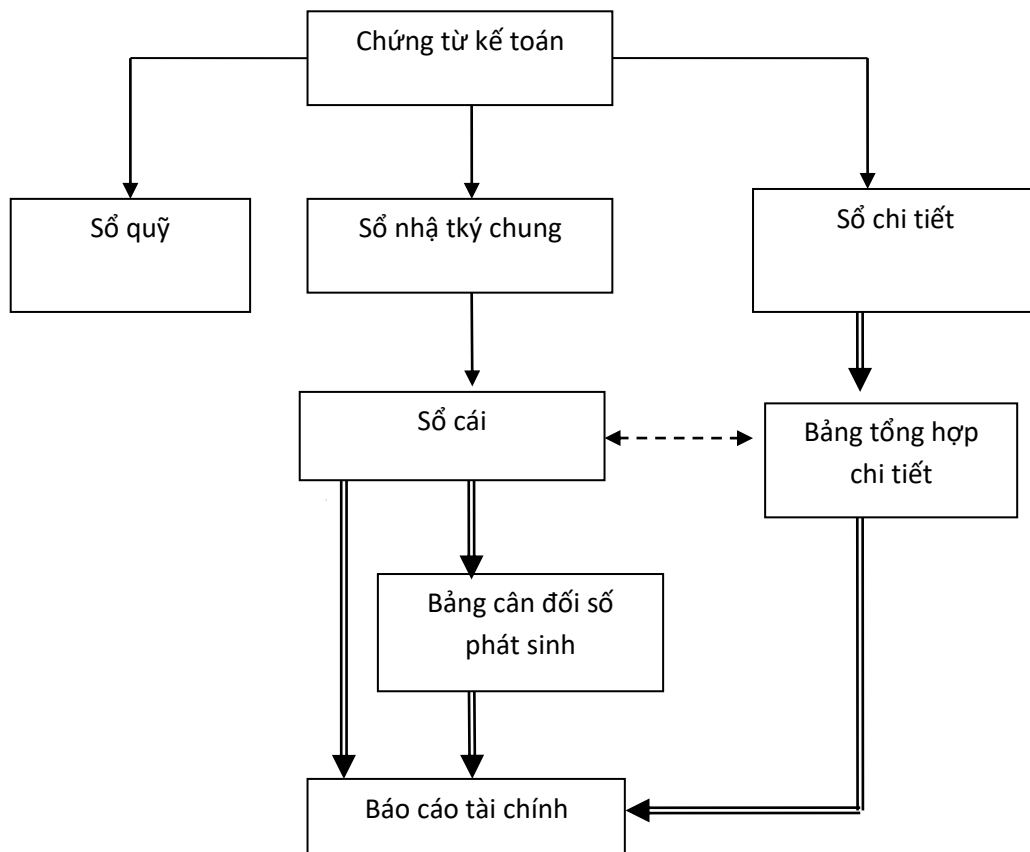 Chứng từ kế toán
Sổ quỹ
Sổ nhậ tký chung
Sổ chi tiết
Sổ cái
Bảng tổng hợp
chi tiết
Bảng cân đối số
phát sinh
Báo cáo tài chính